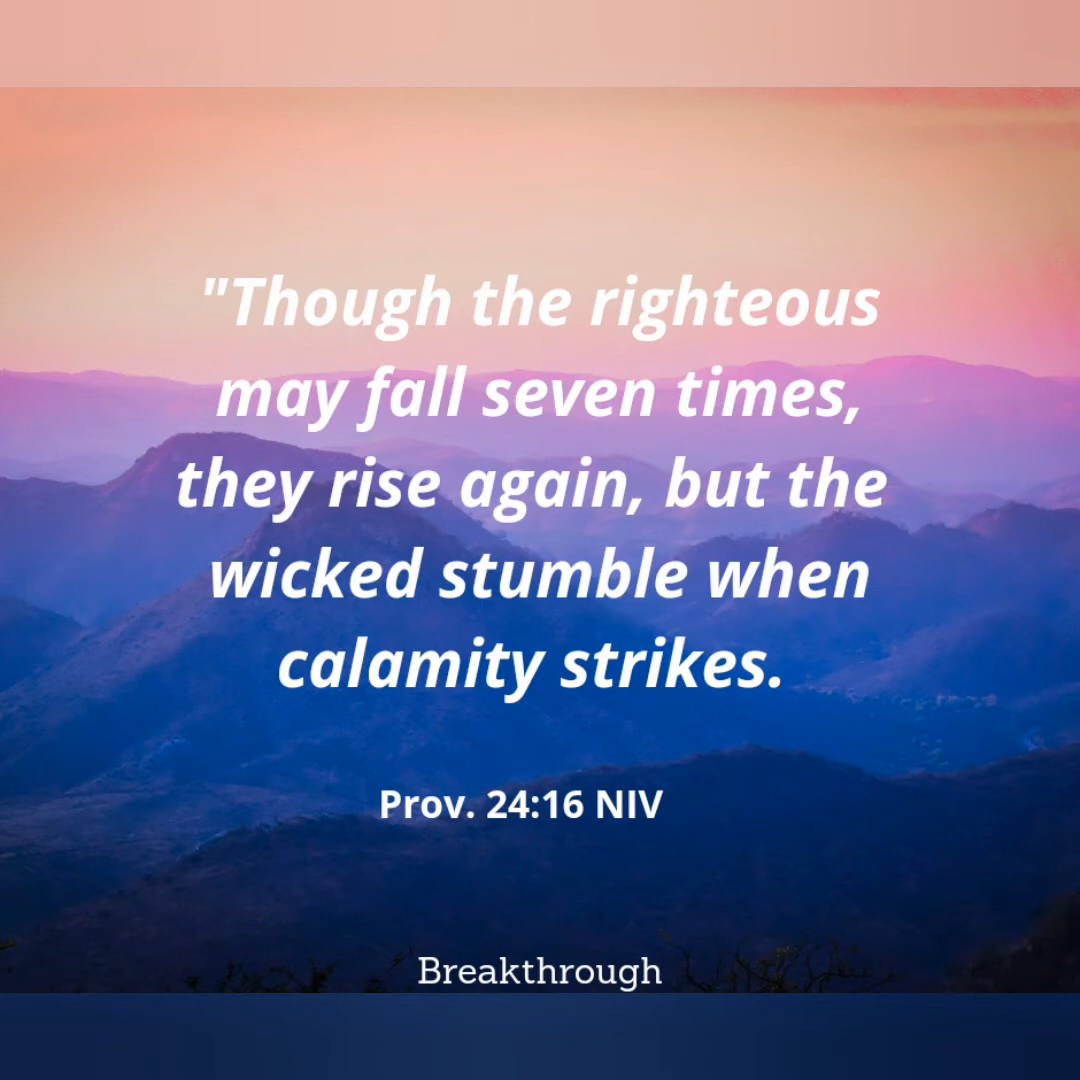 "Though the righteous
may fall seven times,
they rise again, but the
wicked stumble when
calamity strikes.
Prov. 24:16 NIV
Breakthrough